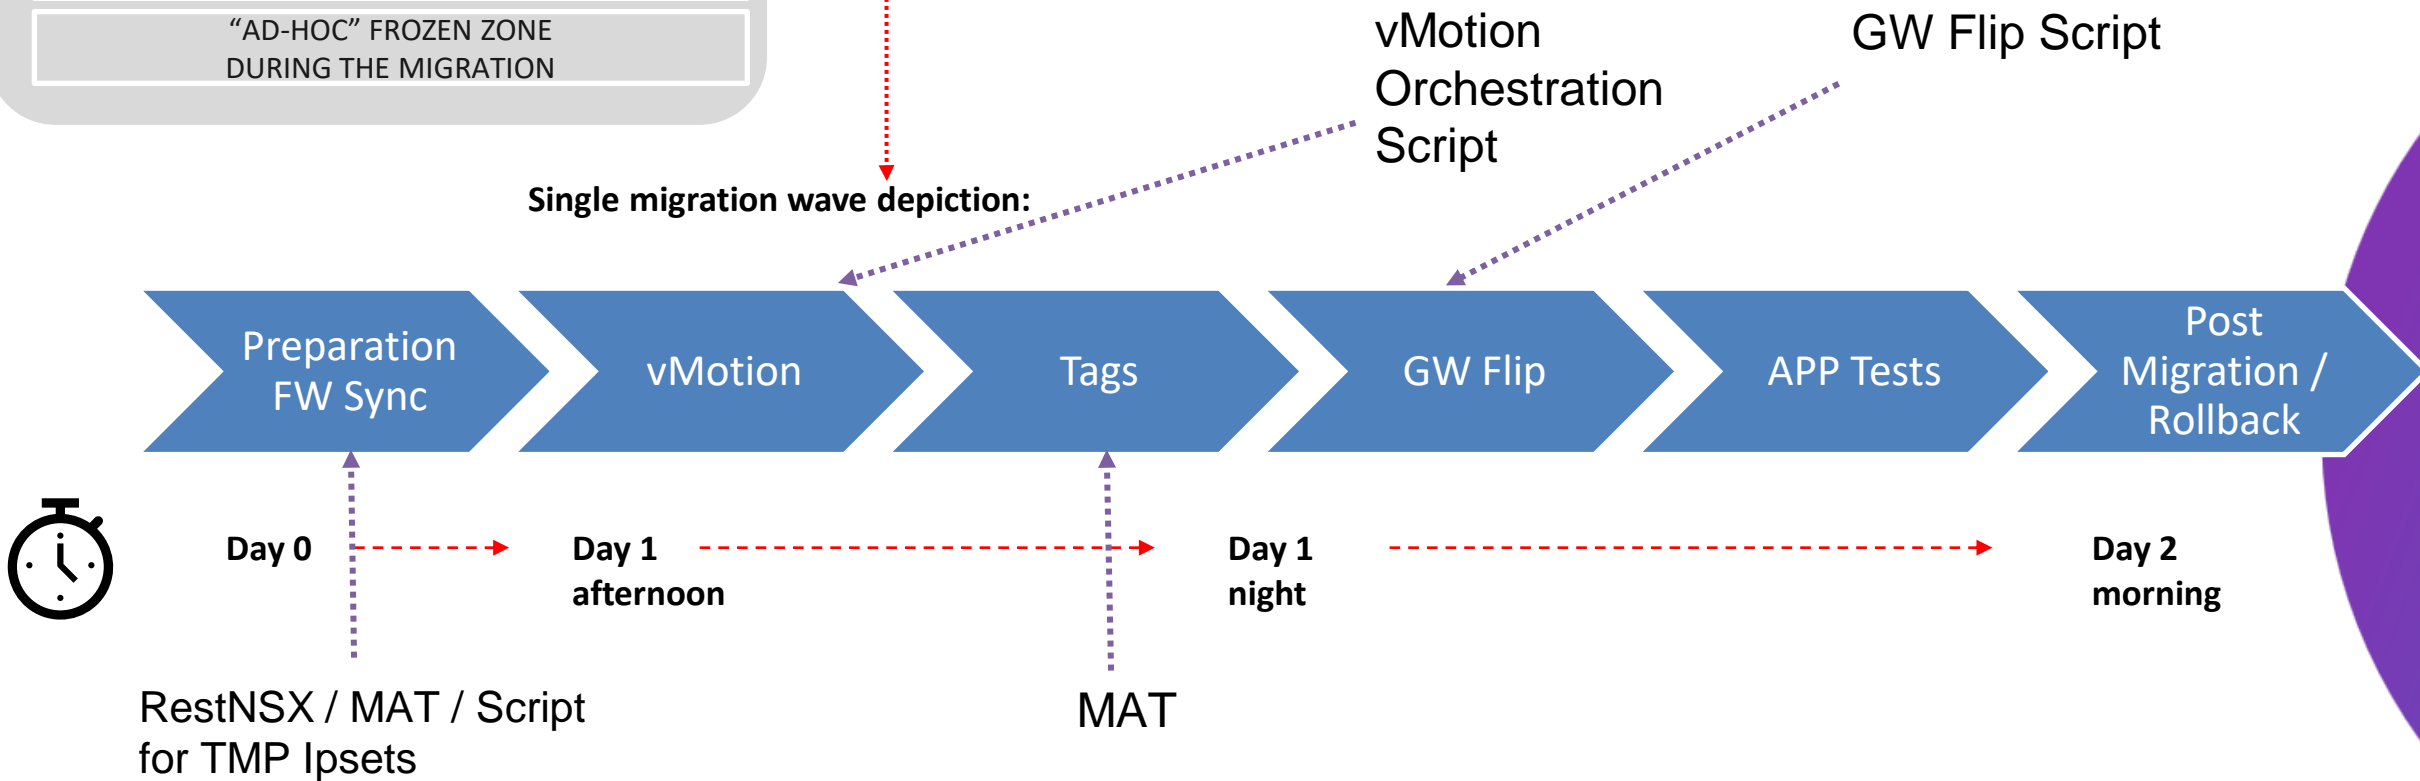 “AD-HOC” FROZEN ZONE
DURING THE MIGRATION
vMotion
Orchestration
Script
GW Flip Script
Single migration wave depiction:
Preparation
FW Sync
vMotion
Tags
GW Flip
APP Tests
Post
Migration /
Rollback
Day 0
Day 1
afternoon
Day 1
night
Day 2
morning
RestNSX / MAT / Script
for TMP Ipsets
MAT